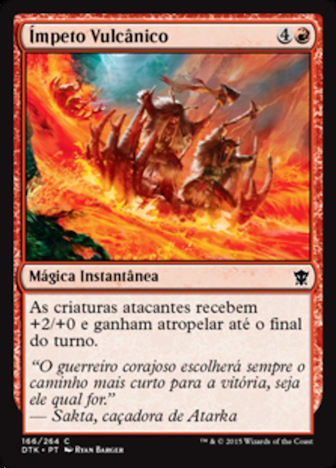 Ímpeto Vulcânico 4
Mágica Instantânea
As criaturas atacantes recebem
+2/+0 e ganham atropelar até o final
do turno.
“O guerreiro corajoso escolherá sempre o
caminho mais curto para a vitória, seja
ele qual for.”
— Sakta, caçadora de Atarka
166/264 C
DTK • PT Ryan Barger
™ & © 2015 Wizards of the Coast